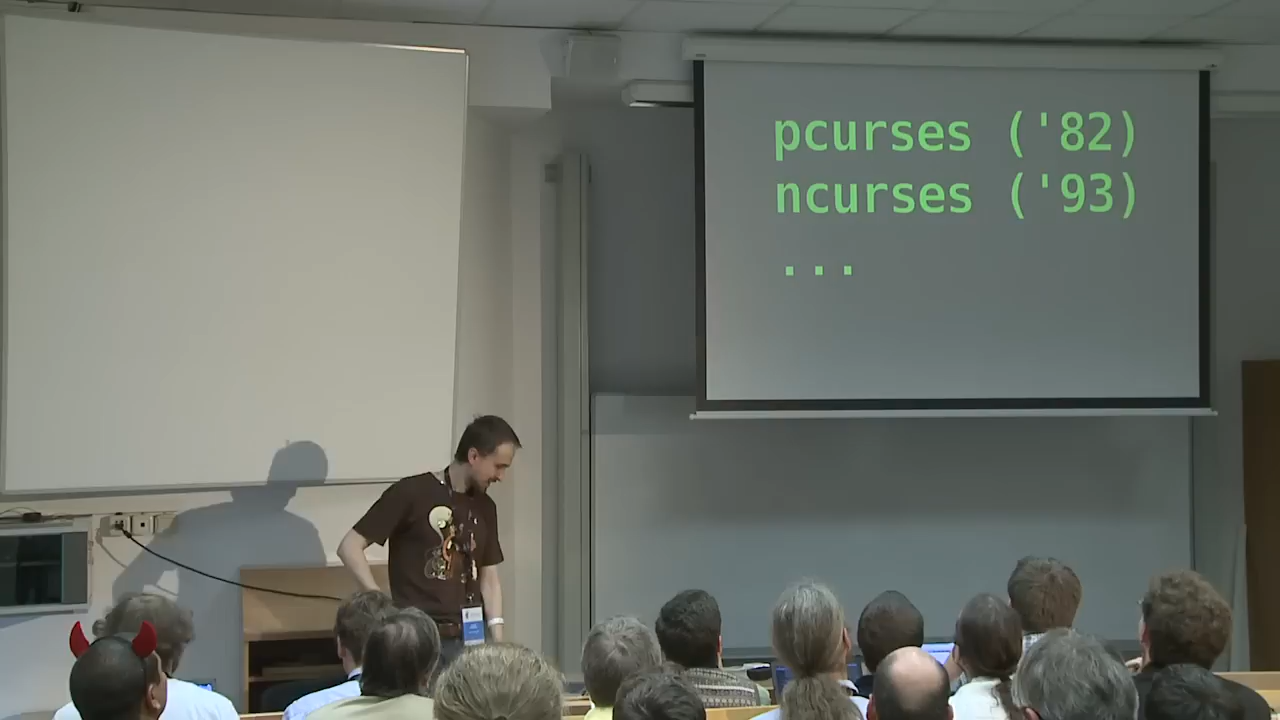 pcurses ('82)
ncurses ('93)
...